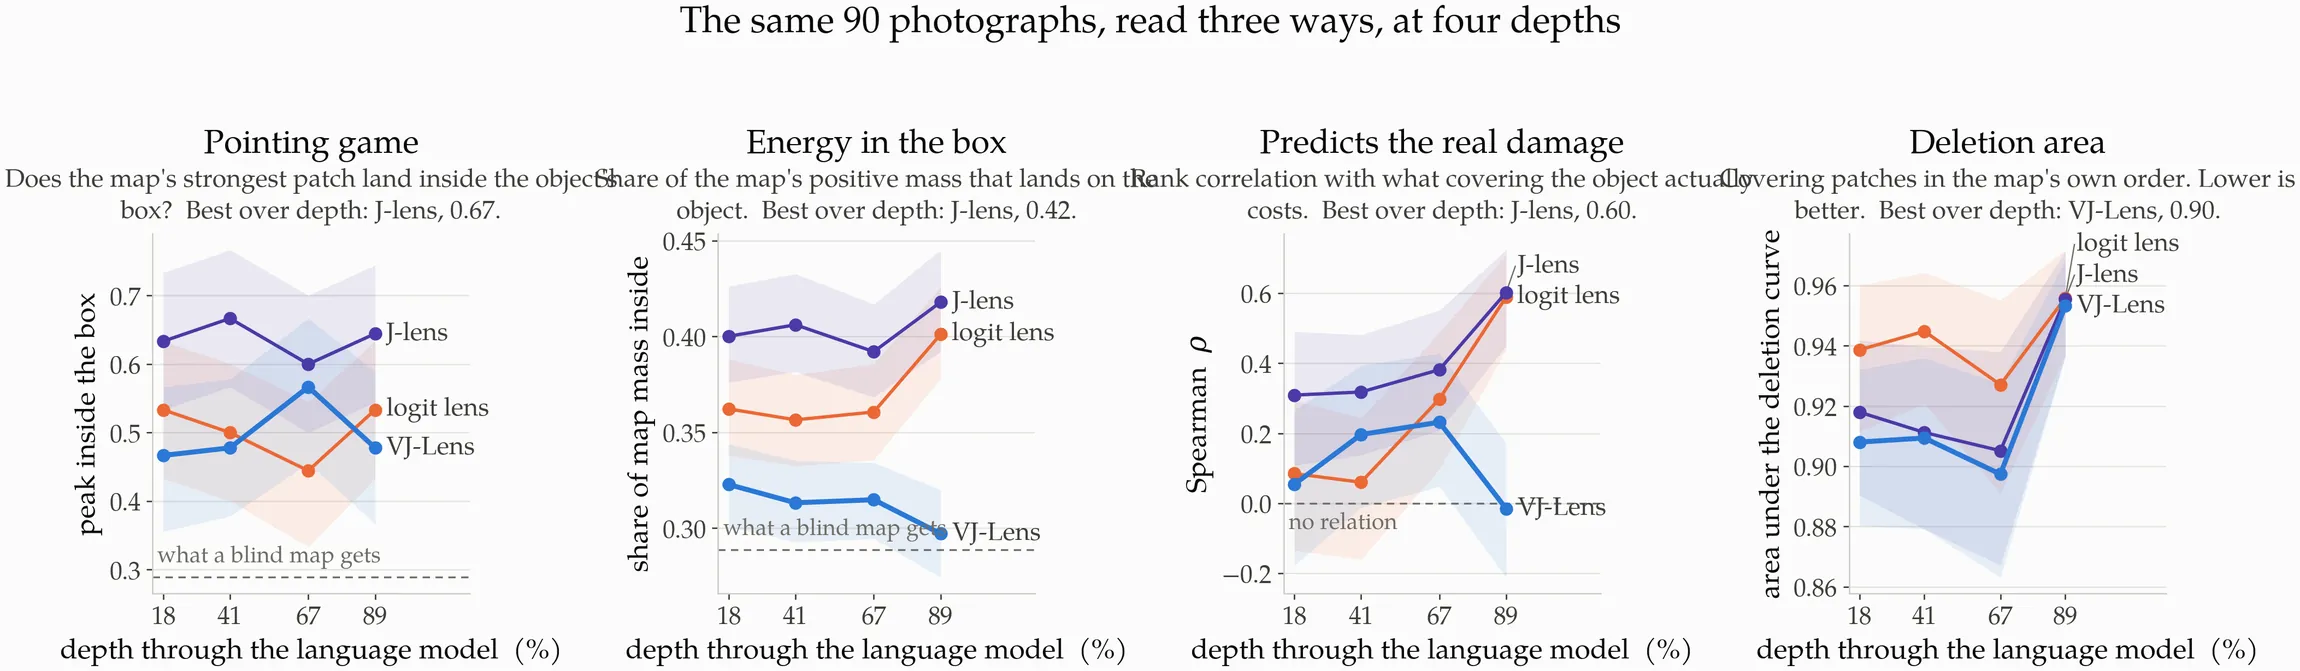 The same 90 photographs, read three ways, at four depths
Pointing game
Does the map's strongest patch land inside the object's
box?  Best over depth: J-lens, 0.67.
peak inside the box
0.7
0.6
0.5
0.4
0.3
J-lens
logit lens
VJ-Lens
what a blind map gets
18 41 67 89
depth through the language model (%)
Energy in the box
Share of the map's positive mass that lands on the
object.  Best over depth: J-lens, 0.42.
share of map mass inside
0.45
0.40
0.35
0.30
J-lens
logit lens
what a blind map gets
VJ-Lens
18 41 67 89
depth through the language model (%)
Predicts the real damage
Rank correlation with what covering the object actually
costs.  Best over depth: J-lens, 0.60.
Spearman ρ
0.6
0.4
0.2
0.0
−0.2
J-lens
logit lens
VJ-Lens
no relation
18 41 67 89
depth through the language model (%)
Deletion area
Covering patches in the map's own order. Lower is
better.  Best over depth: VJ-Lens, 0.90.
area under the deletion curve
0.96
0.94
0.92
0.90
0.88
0.86
logit lens
J-lens
VJ-Lens
18 41 67 89
depth through the language model (%)